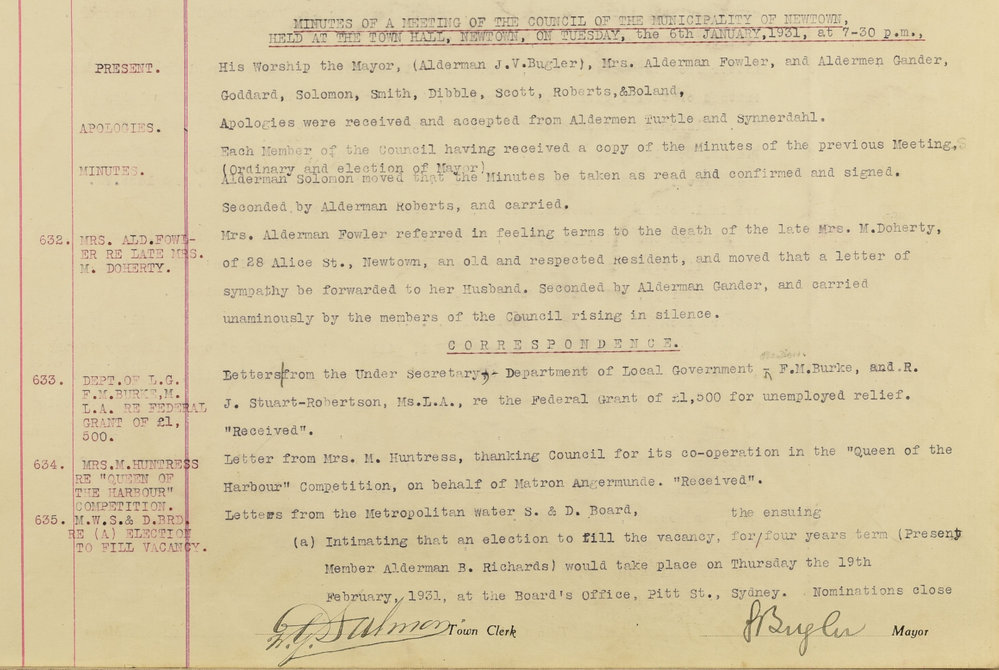 MINUTES OF A MEETING OF THE COUNCIL OF THE MUNICIPALITY OF NEWTOWN,
HELD AT THE TOWN HALL, NEWTOWN, ON TUESDAY, the 6th JANUARY,1931, at 7-30 p.m.,
PRESENT.
His Worship the Mayor, (Alderman J.V.Bugler), Mrs. Alderman Fowler, and Aldermen Gander,
Goddard, Solomon, Smith, Dibble, Scott, Roberts,&Boland,
APOLOGIES.
Apologies were received and accepted from Aldermen Turtle and Synnerdahl.
MINUTES.
Each Member of the Council having received a copy of the Minutes of the previous Meeting,s
(Ordinary and election of Mayor)
Alderman Solomon moved that the Minutes be taken as read and confirmed and signed.
Seconded by Alderman Roberts, and carried.
632. MRS. ALD.FOWL-
ER RE LATE MRS.
M. DOHERTY.
Mrs. Alderman Fowler referred in feeling terms to the death of the late Mrs. M.Doherty,
of 28 Alice St., Newtown, an old and respected Resident, and moved that a letter of
sympathy be forwarded to her Husband. Seconded by Alderman Gander, and carried
unaminously by the members of the Council rising in silence.
CORRESPONDENCE.
633. DEPT.OF L.G.
F.M.BURKE,M.
L.A. RE FEDERAL
GRANT OF £1,
500.
Letters from the Under Secretary,- Department of Local Government F.M.Burke, and.R.
J. Stuart-Robertson, Ms.L.A., re the Federal Grant of £1,500 for unemployed relief.
"Received".
634. MRS.M.HUNTRESS
RE "QUEEN OF
THE HARBOUR"
COMPETITION.
Letter from Mrs. M. Huntress, thanking Council for its co-operation in the "Queen of the
Harbour" Competition, on behalf of Matron Angermunde. "Received".
635. M.W.S.& D.BRD.
RE (A) ELECTION
TO FILL VACANCY.
Letters from the Metropolitan Water S. & D. Board,
the ensuing
(a) Intimating that an election to fill the vacancy, for/four years term (Present
Member Alderman B. Richards) would take place on Thursday the 19th
February, 1931, at the Board's Office, Pitt St., Sydney. Nominations close
Town Clerk
JBugler Mayor